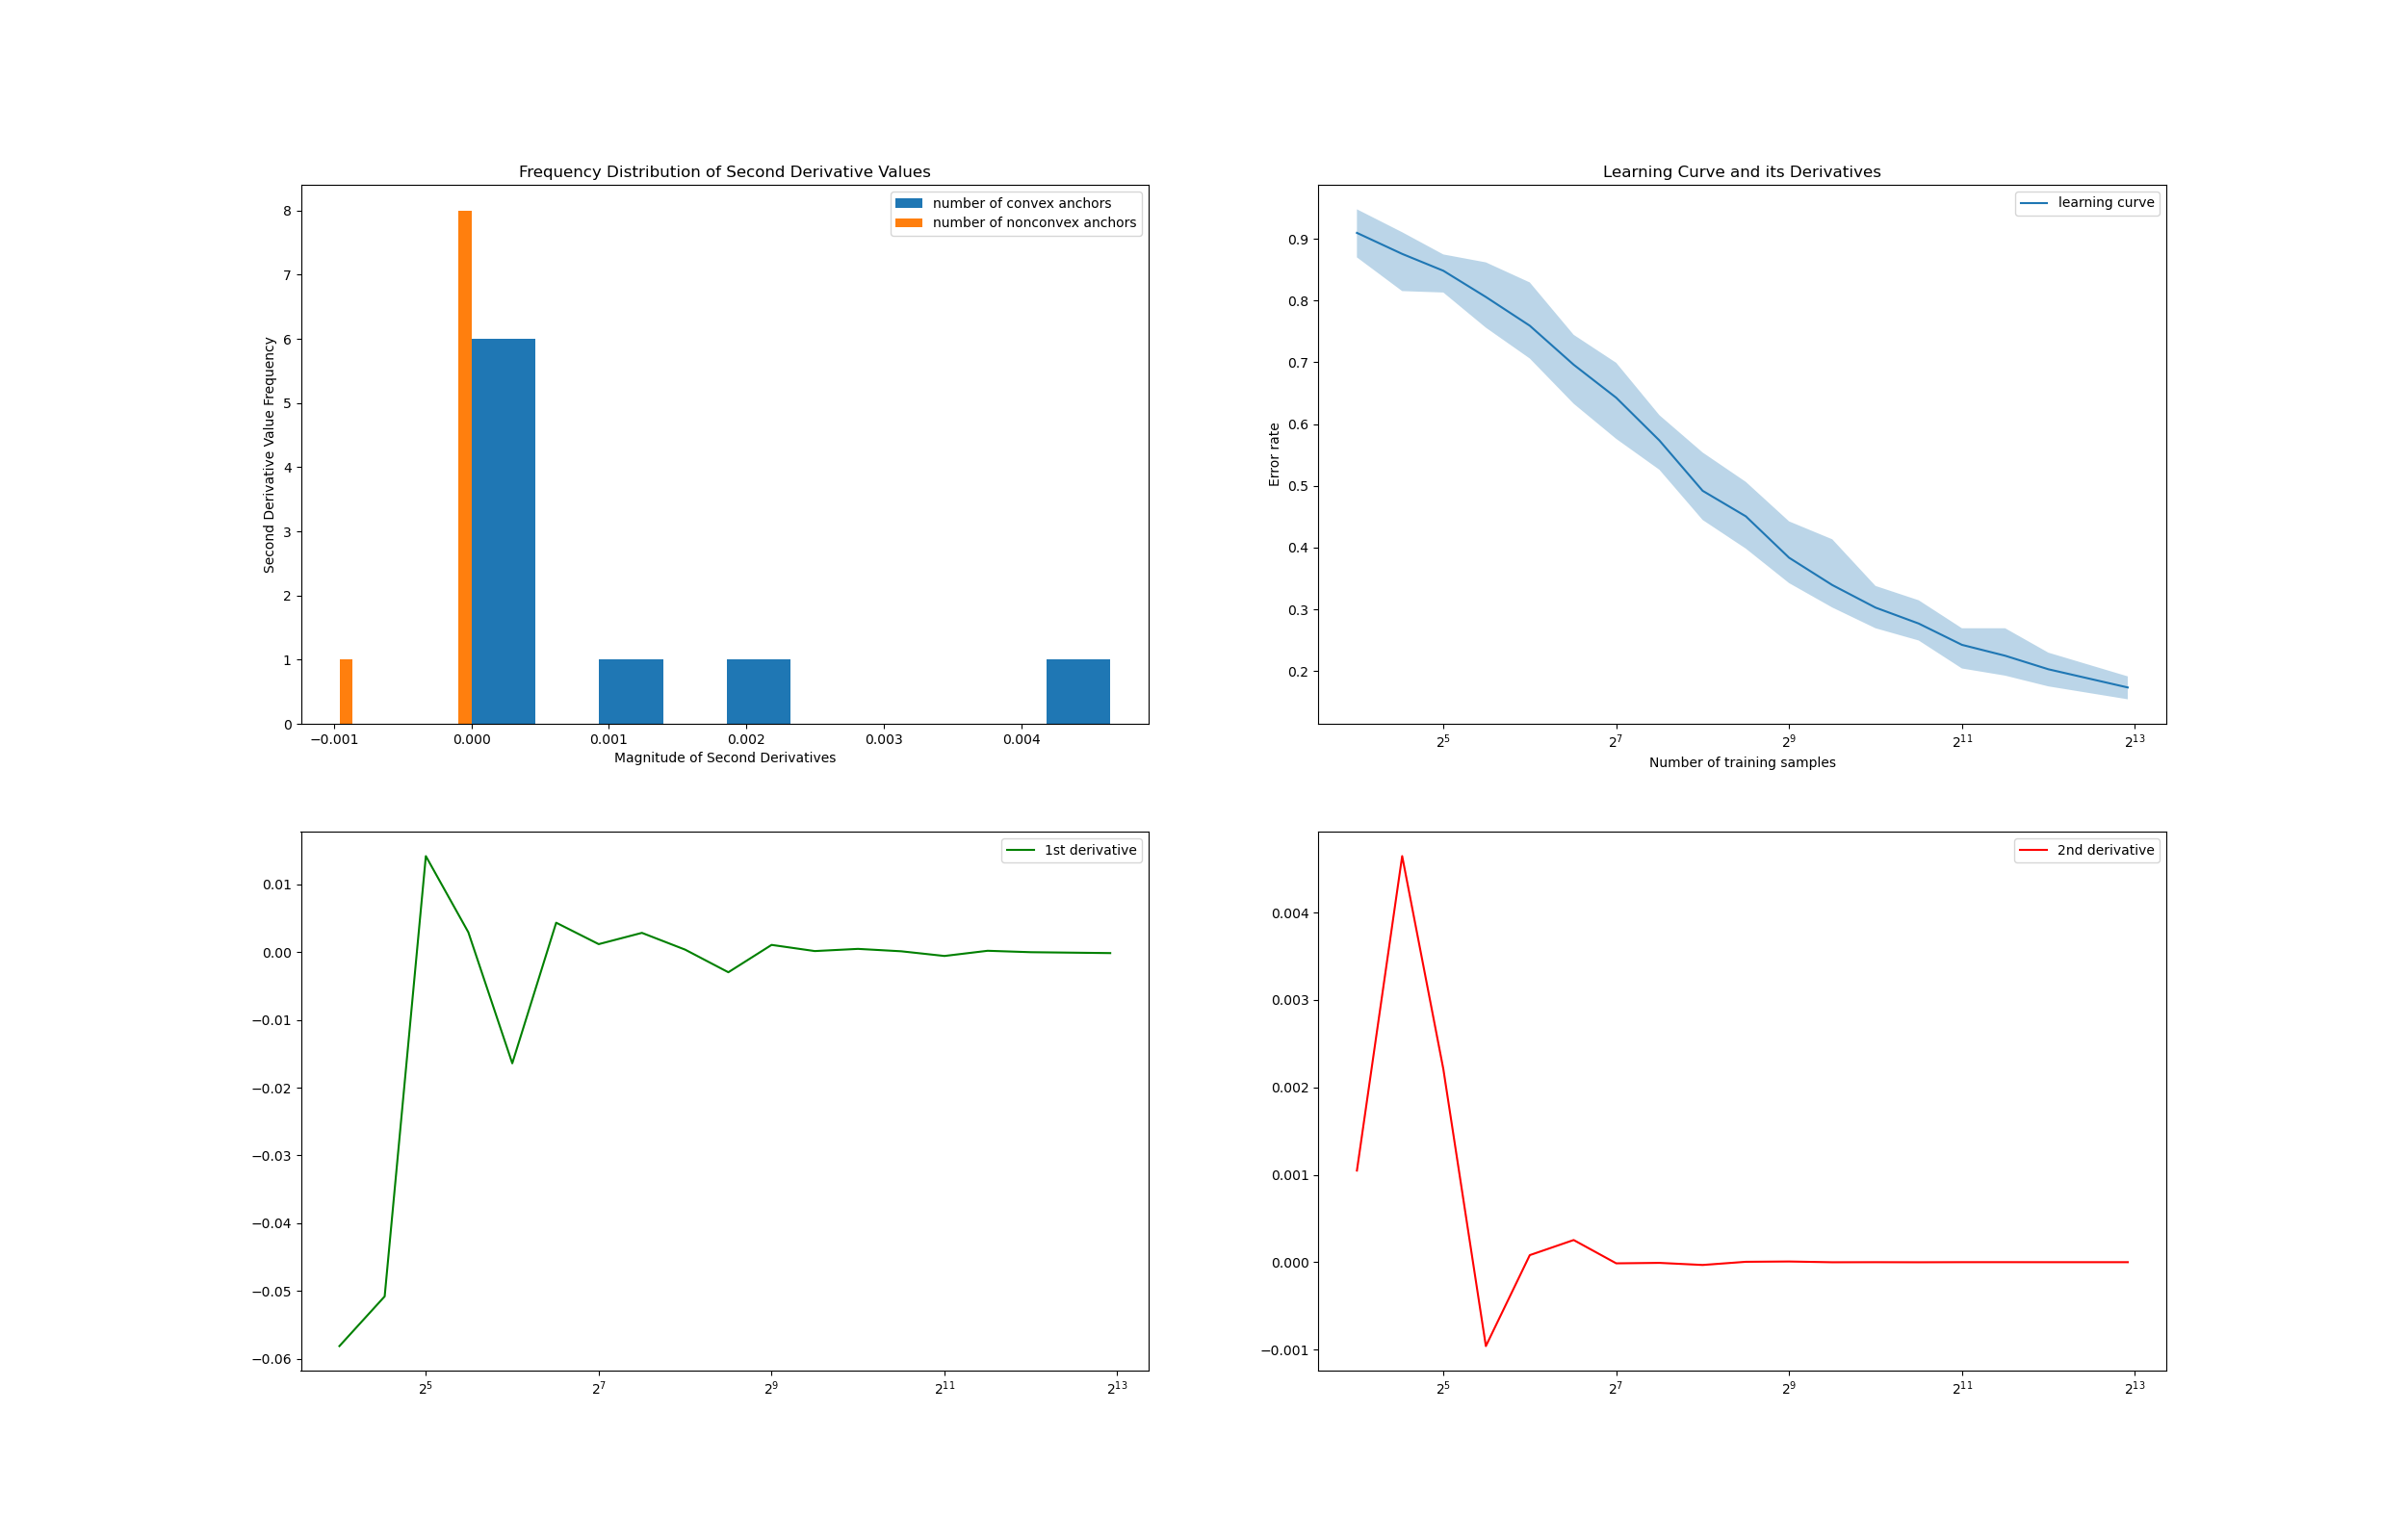 Frequency Distribution of Second Derivative Values
number of convex anchors
number of nonconvex anchors
8
7
6
5
4
3
2
1
0
Second Derivative Value Frequency
−0.001 0.000 0.001 0.002 0.003 0.004
Magnitude of Second Derivatives
Learning Curve and its Derivatives
learning curve
0.9
0.8
0.7
0.6
0.5
0.4
0.3
0.2
Error rate
2^5 2^7 2^9 2^11 2^13
Number of training samples
1st derivative
0.01
0.00
−0.01
−0.02
−0.03
−0.04
−0.05
−0.06
2^5 2^7 2^9 2^11 2^13
2nd derivative
0.004
0.003
0.002
0.001
0.000
−0.001
2^5 2^7 2^9 2^11 2^13